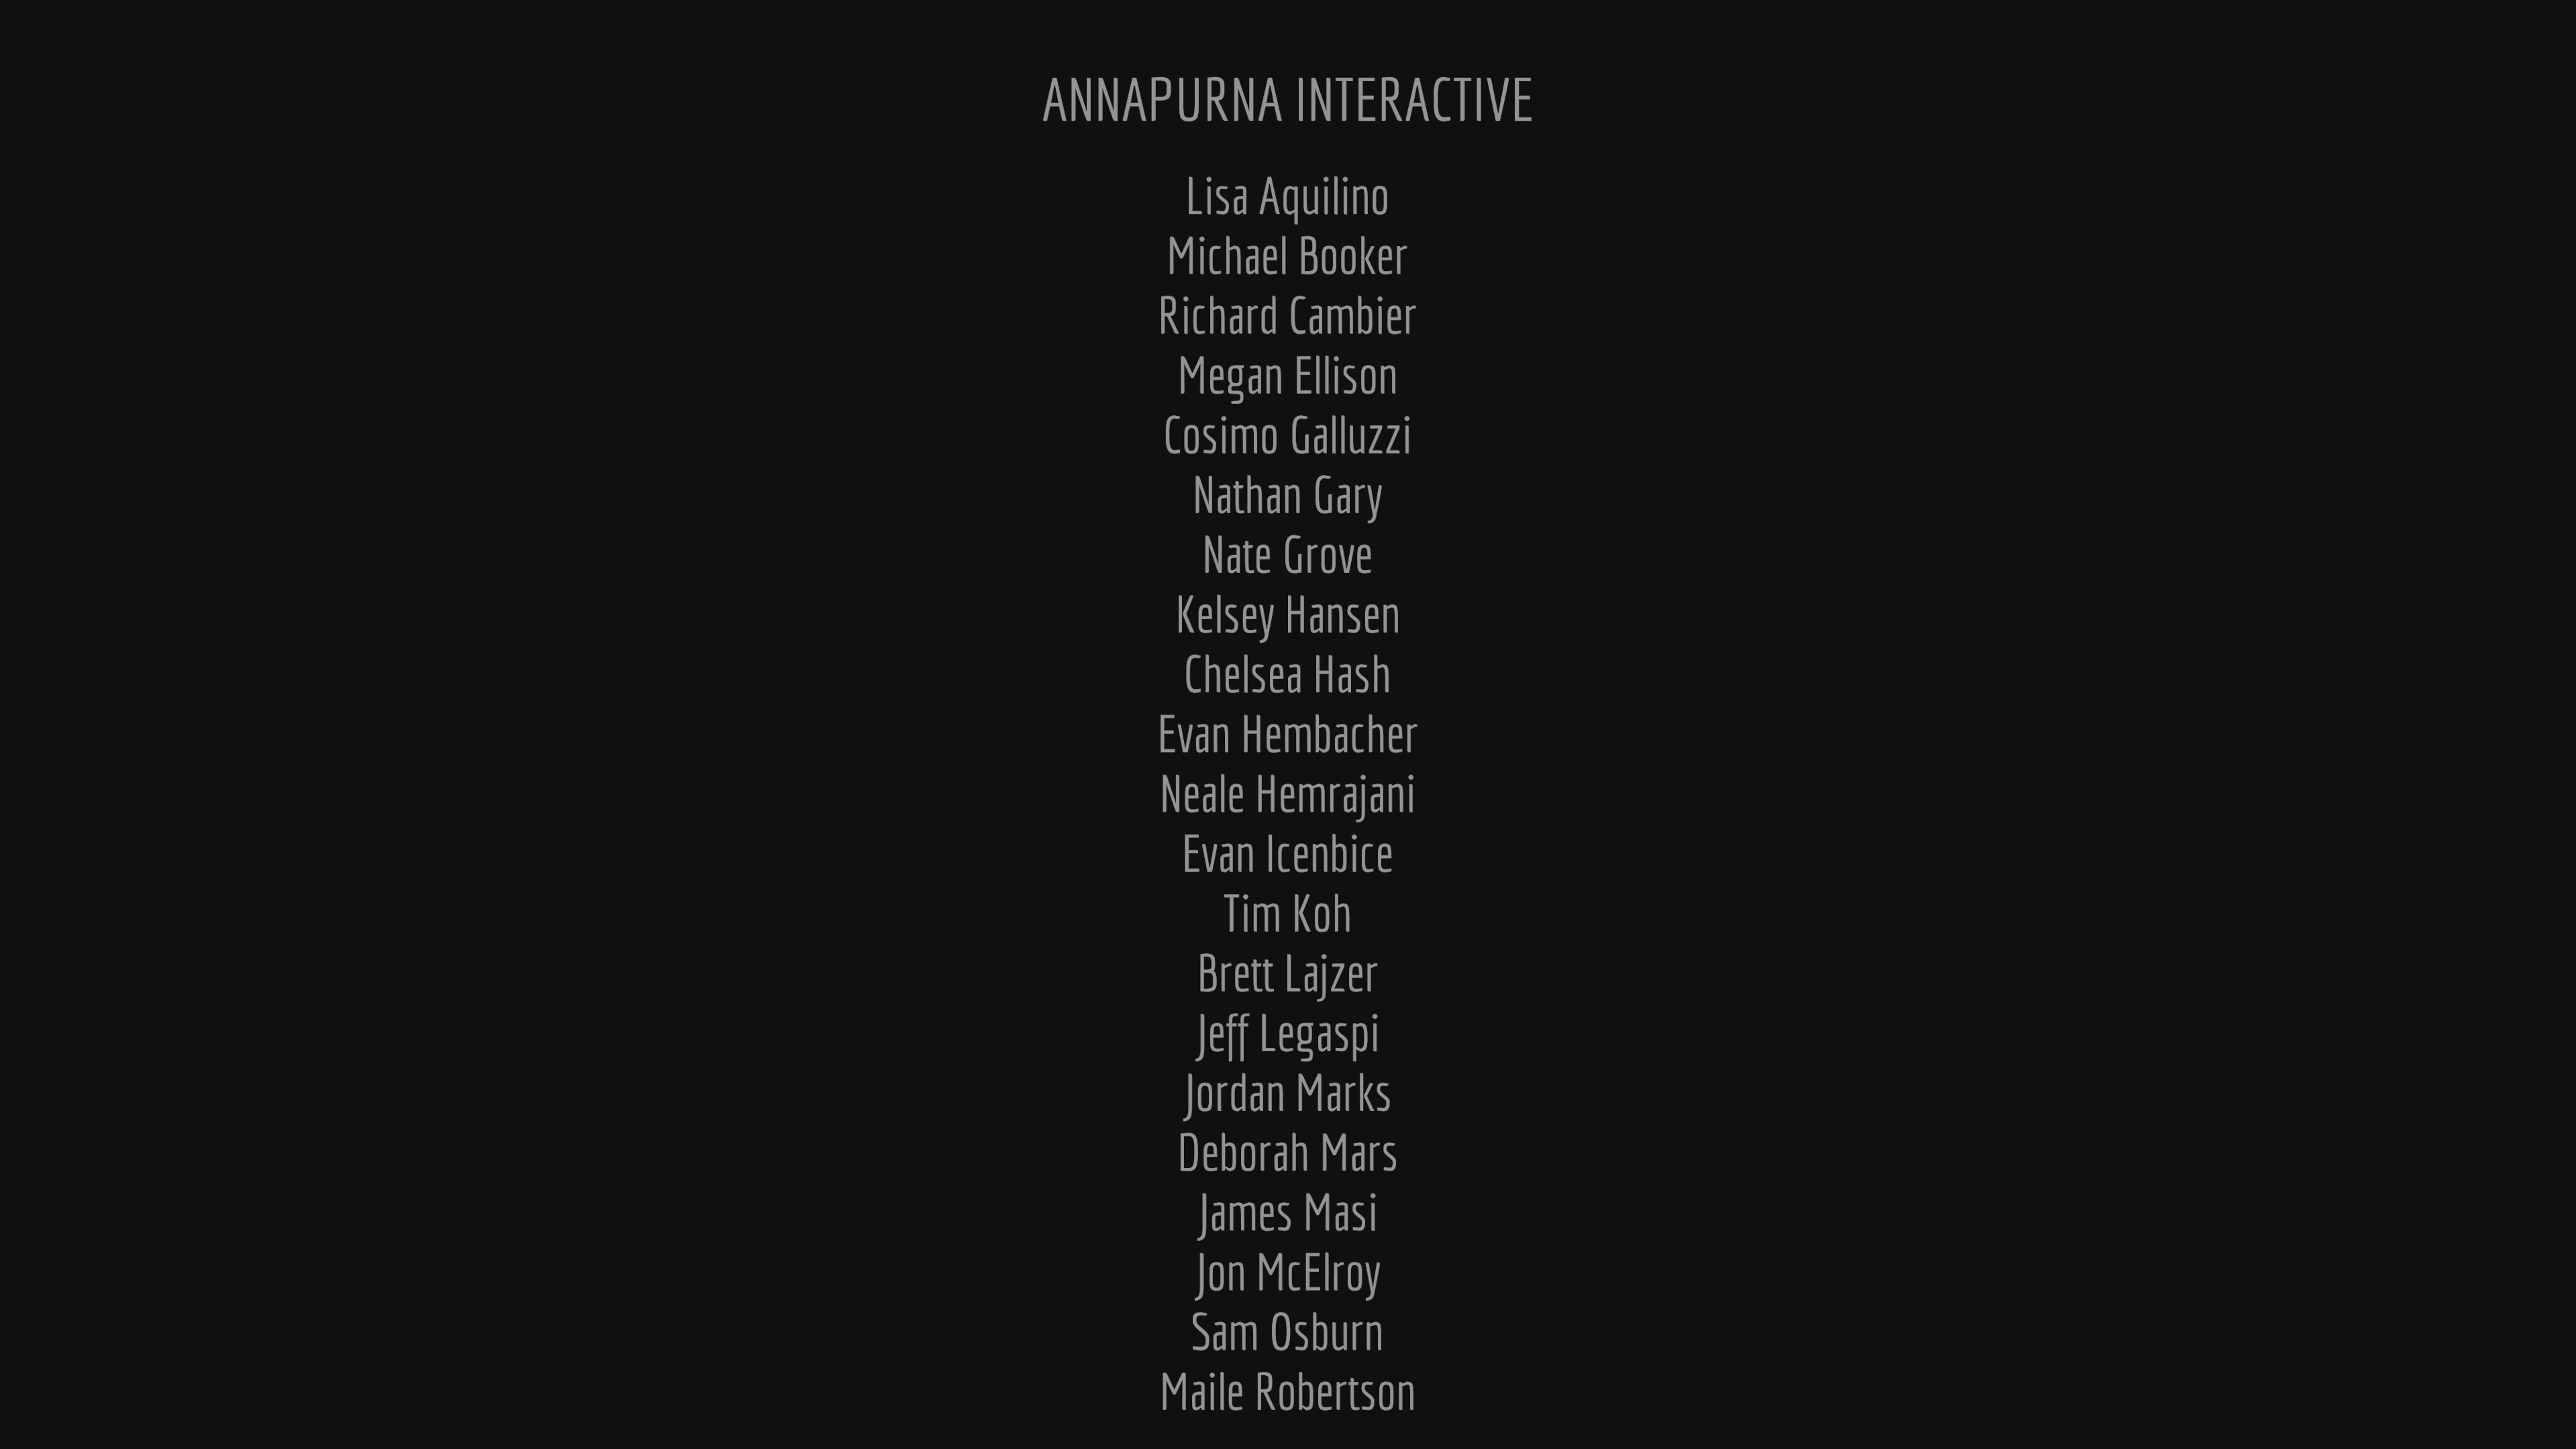 ANNAPURNA INTERACTIVE
Lisa Aquilino
Michael Booker
Richard Cambier
Megan Ellison
Cosimo Galluzzi
Nathan Gary
Nate Grove
Kelsey Hansen
Chelsea Hash
Evan Hembacher
Neale Hemrajani
Evan Icenbice
Tim Koh
Brett Lajzer
Jeff Legaspi
Jordan Marks
Deborah Mars
James Masi
Jon McElroy
Sam Osburn
Maile Robertson